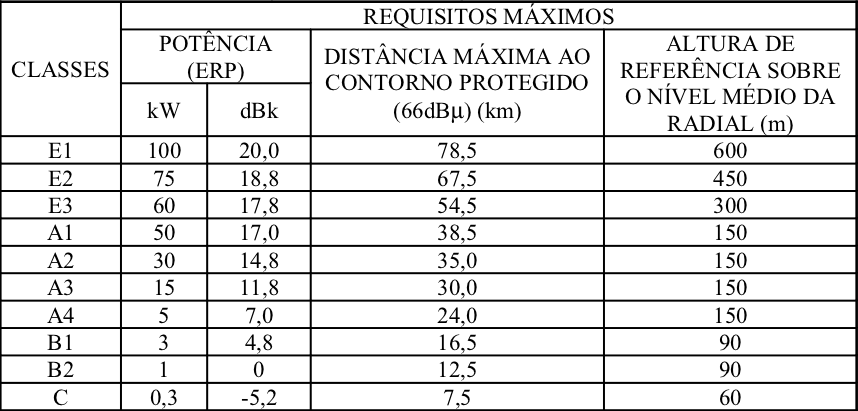 REQUISITOS MÁXIMOS
CLASSES
POTÊNCIA
(ERP)
DISTÂNCIA MÁXIMA AO
CONTORNO PROTEGIDO
(66dBµ) (km)
ALTURA DE
REFERÊNCIA SOBRE
O NÍVEL MÉDIO DA
RADIAL (m)
kW dBk
E1 100 20,0 78,5 600
E2 75 18,8 67,5 450
E3 60 17,8 54,5 300
A1 50 17,0 38,5 150
A2 30 14,8 35,0 150
A3 15 11,8 30,0 150
A4 5 7,0 24,0 150
B1 3 4,8 16,5 90
B2 1 0 12,5 90
C 0,3 -5,2 7,5 60